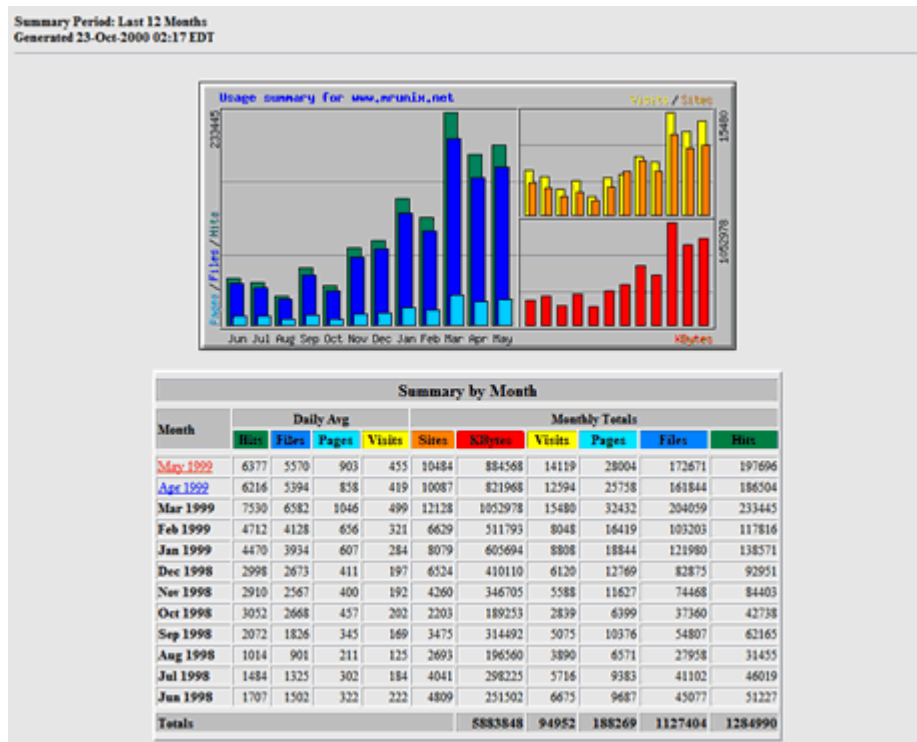 Summary Period: Last 12 Months
Generated 23-Oct-2000 02:17 EDT
Usage summary for www.mrunix.net
Visits / Sites
233445
15480
Pages / Files / Hits
1052978
Jun Jul Aug Sep Oct Nov Dec Jan Feb Mar Apr May
KBytes
Summary by Month
Month Daily Avg Monthly Totals
Hits Files Pages Visits Sites KBytes Visits Pages Files Hits
May 1999 6377 5570 903 455 10484 884568 14119 28004 172671 197696
Apr 1999 6216 5394 858 419 10087 821968 12594 25758 161844 186504
Mar 1999 7530 6582 1046 499 12128 1052978 15480 32432 204059 233445
Feb 1999 4712 4128 656 321 6629 511793 8048 16419 103203 117816
Jan 1999 4470 3934 607 284 8079 605694 8808 18844 121980 138571
Dec 1998 2998 2673 411 197 6524 410110 6120 12769 82875 92951
Nov 1998 2910 2567 400 192 4260 346705 5588 11627 74468 84403
Oct 1998 3052 2668 457 202 2203 189253 2839 6399 37360 42738
Sep 1998 2072 1826 345 169 3475 314492 5075 10376 54807 62165
Aug 1998 1014 901 211 125 2693 196560 3890 6571 27958 31455
Jul 1998 1484 1325 302 184 4041 298225 5716 9383 41102 46019
Jun 1998 1707 1502 322 222 4809 251502 6675 9687 45077 51227
Totals 5883848 94952 188269 1127404 1284990